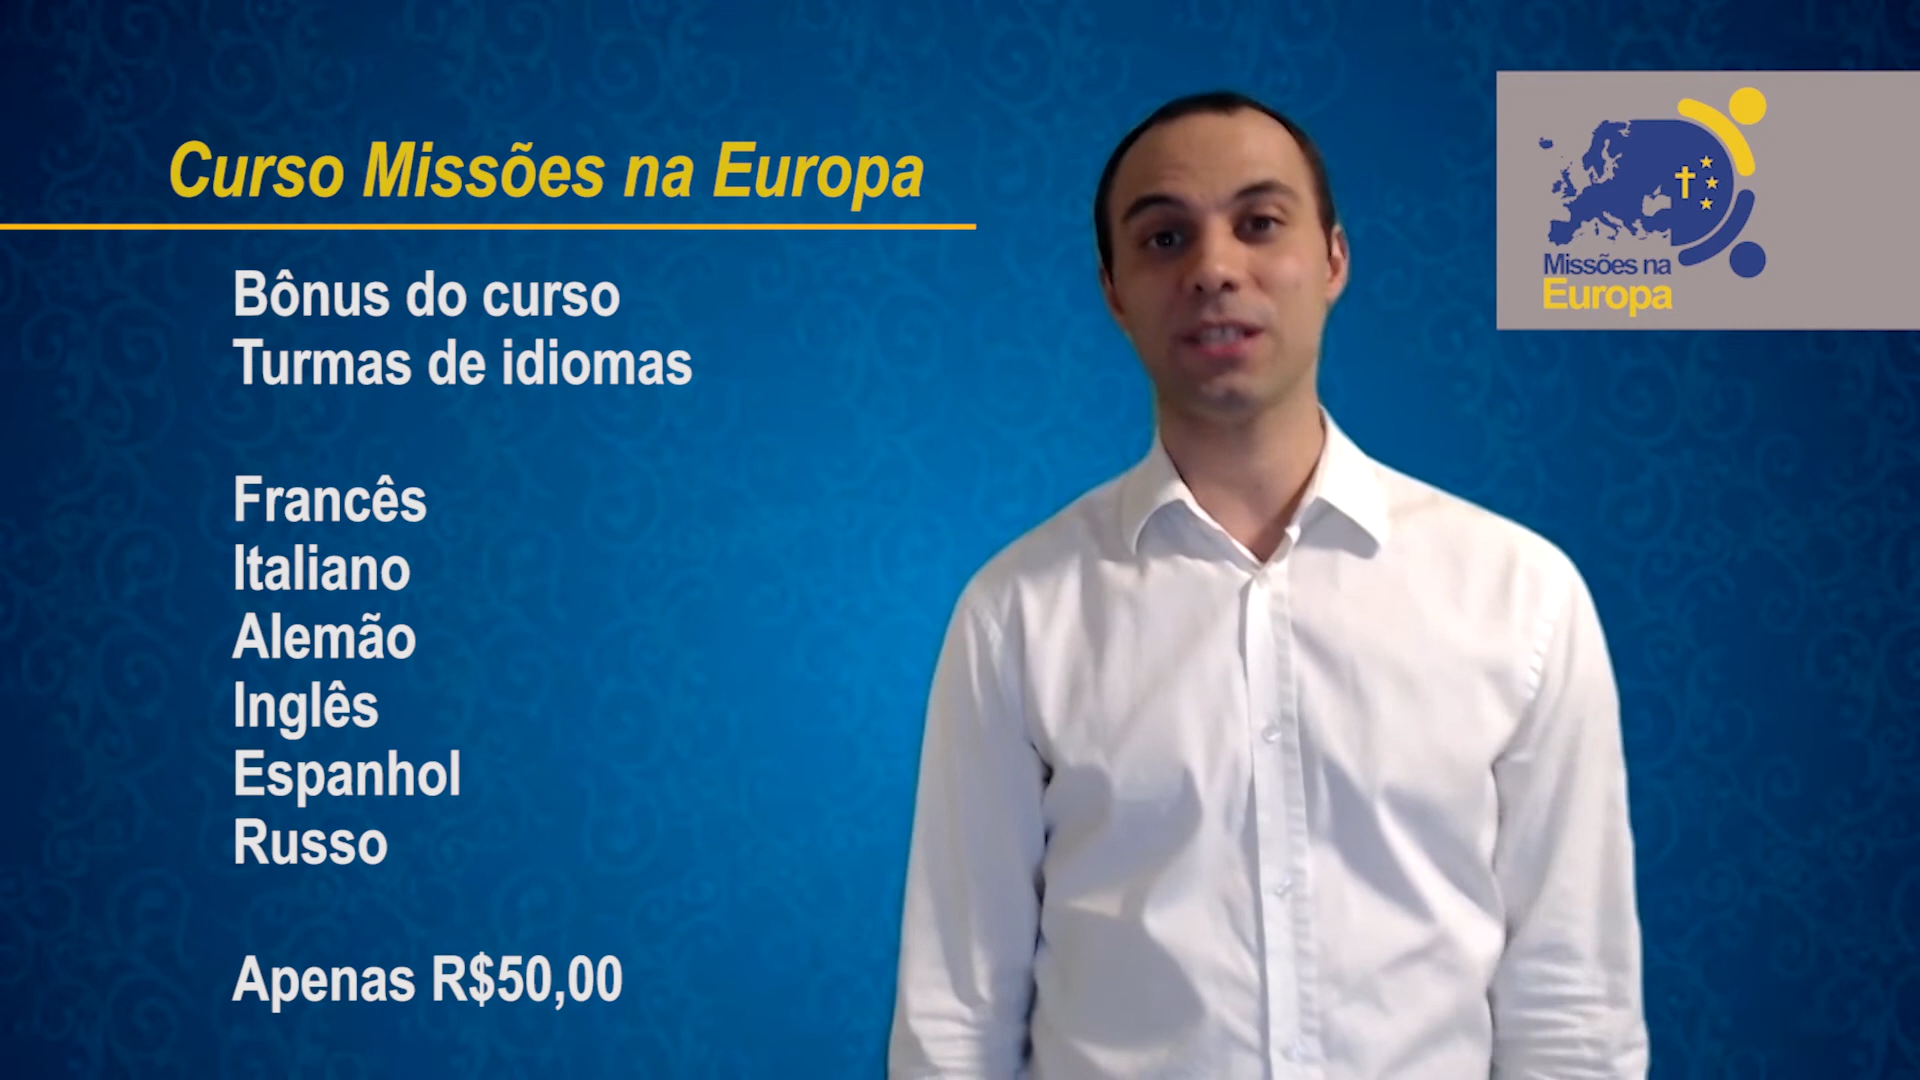 Curso Missões na Europa
Bônus do curso
Turmas de idiomas
Francês
Italiano
Alemão
Inglês
Espanhol
Russo
Apenas R$50,00
Missões na
Europa